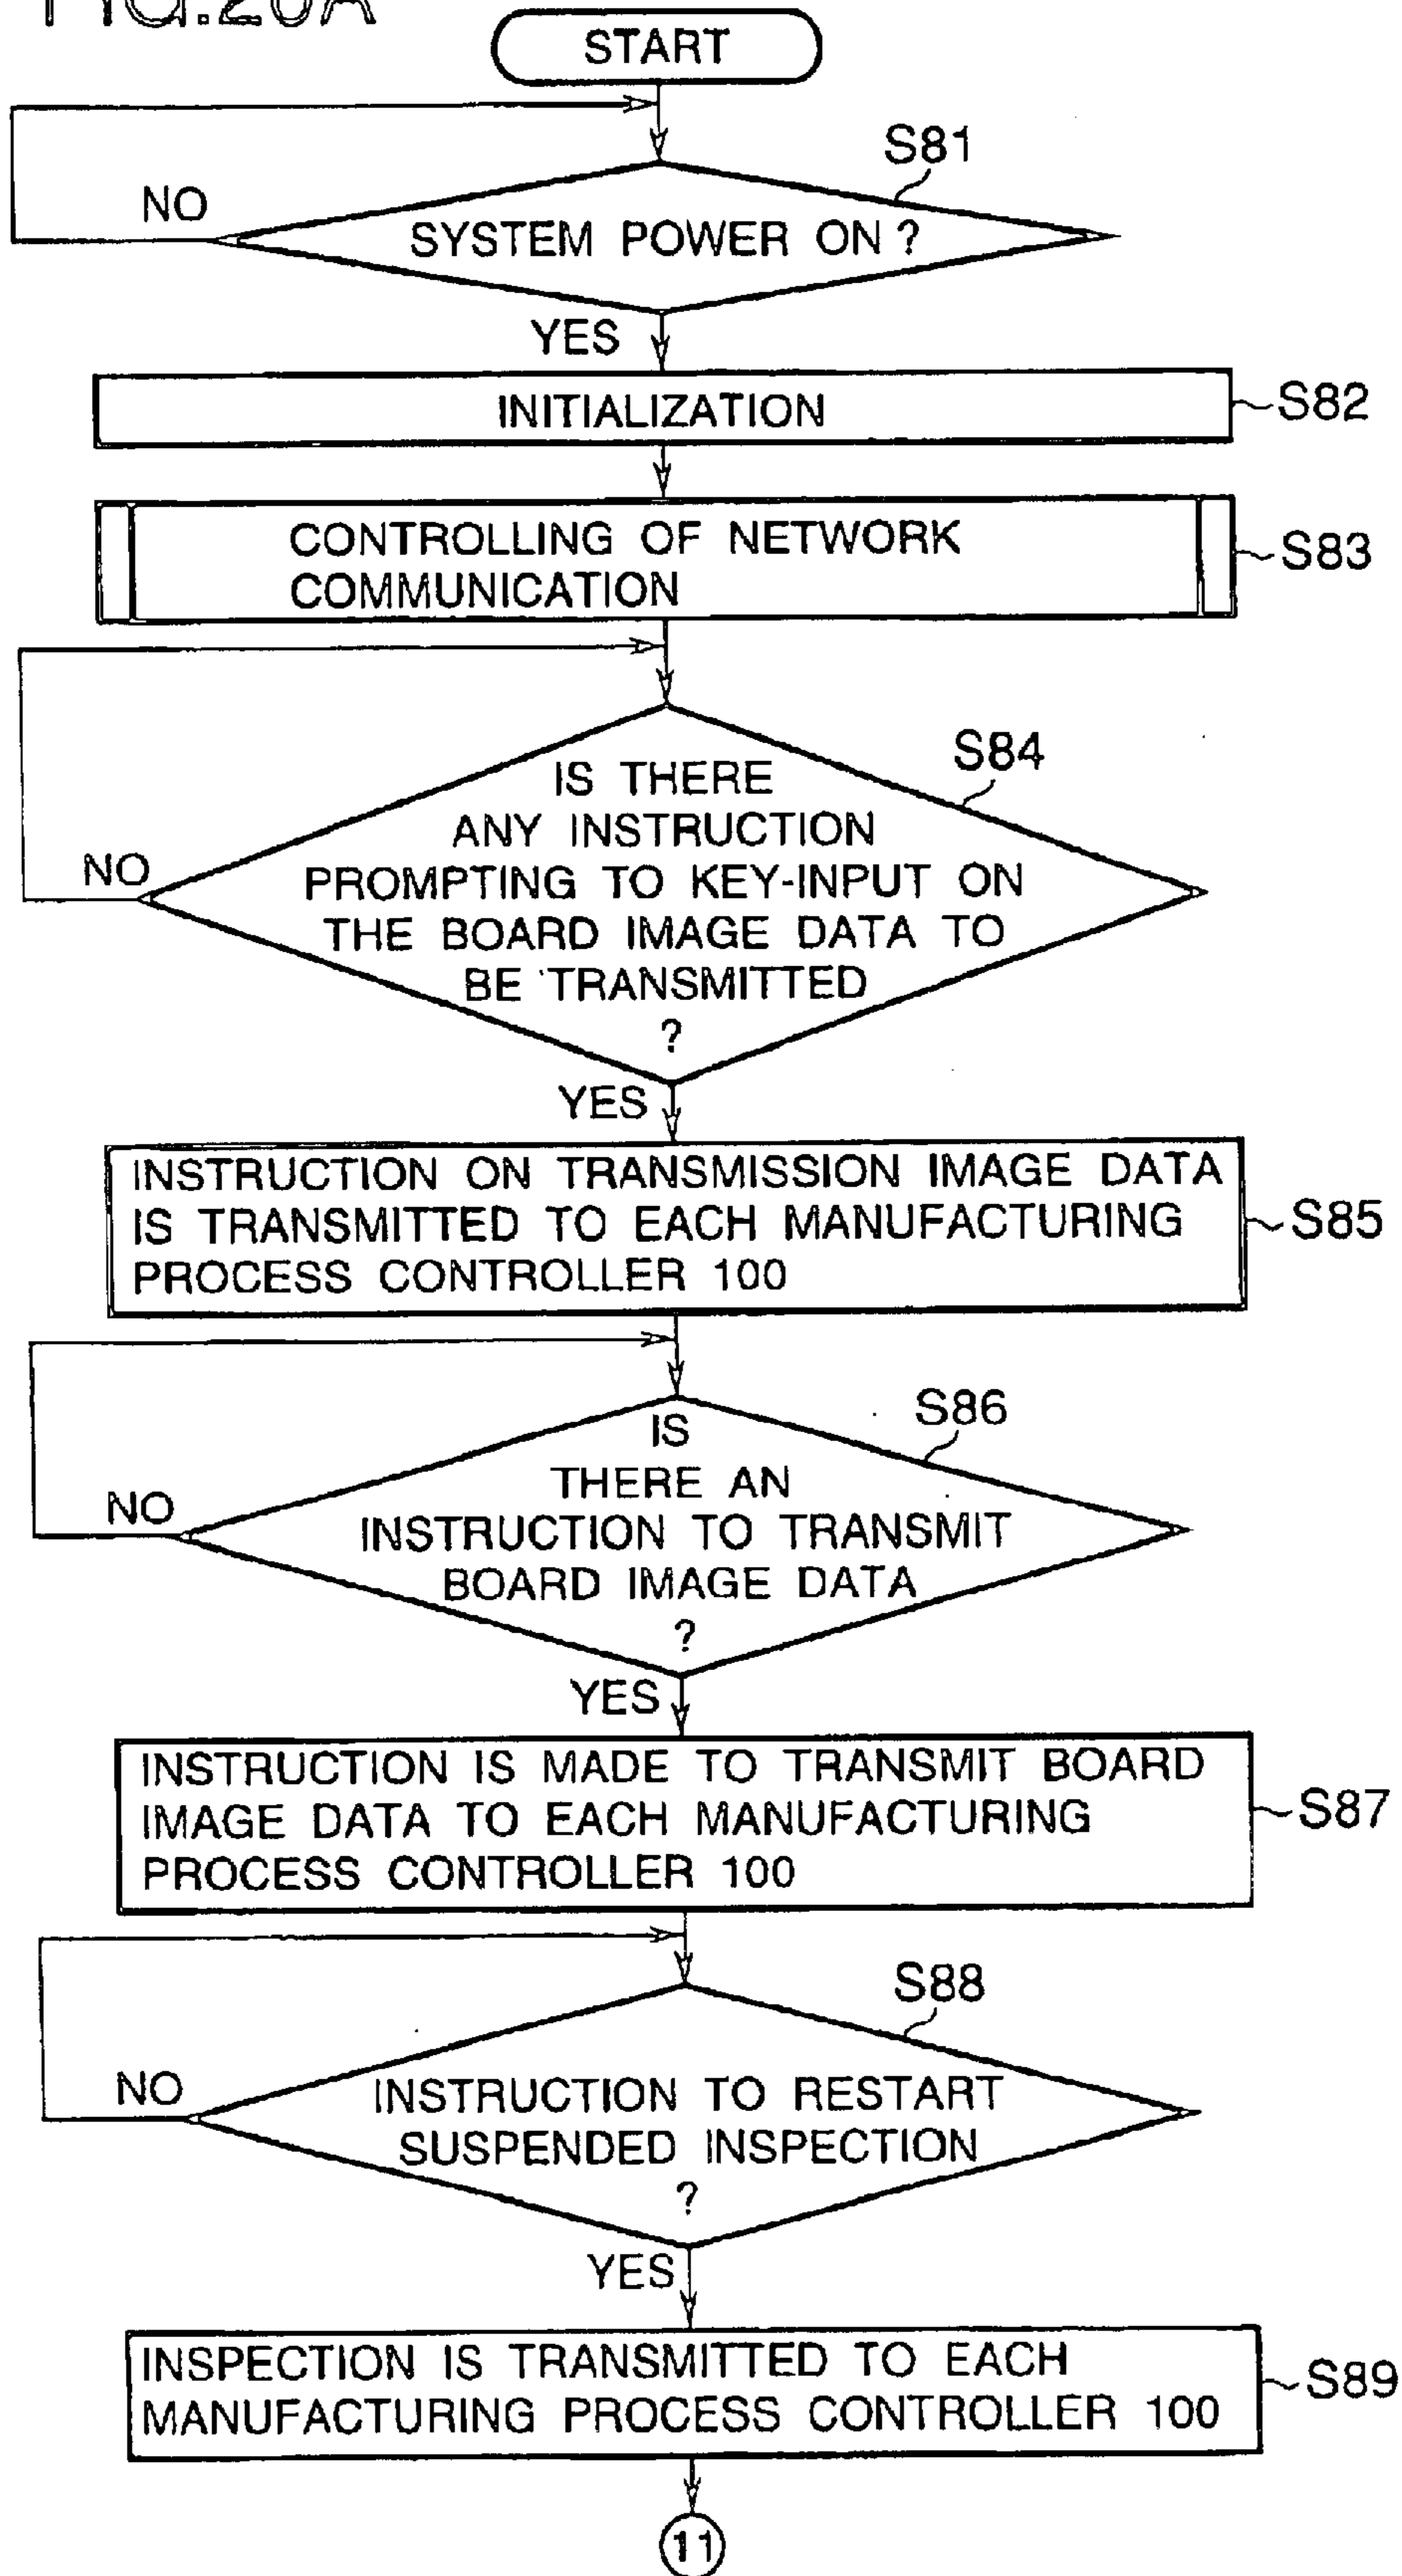 START
S81
NO
SYSTEM POWER ON ?
YES
INITIALIZATION
S82
CONTROLLING OF NETWORK
COMMUNICATION
S83
S84
IS THERE
ANY INSTRUCTION
NO
PROMPTING TO KEY-INPUT ON
THE BOARD IMAGE DATA TO
BE TRANSMITTED
?
YES
INSTRUCTION ON TRANSMISSION IMAGE DATA
IS TRANSMITTED TO EACH MANUFACTURING
PROCESS CONTROLLER 100
S85
S86
IS
THERE AN
NO
INSTRUCTION TO TRANSMIT
BOARD IMAGE DATA
?
YES
INSTRUCTION IS MADE TO TRANSMIT BOARD
IMAGE DATA TO EACH MANUFACTURING
PROCESS CONTROLLER 100
S87
S88
NO
INSTRUCTION TO RESTART
SUSPENDED INSPECTION
?
YES
INSPECTION IS TRANSMITTED TO EACH
MANUFACTURING PROCESS CONTROLLER 100
S89
11